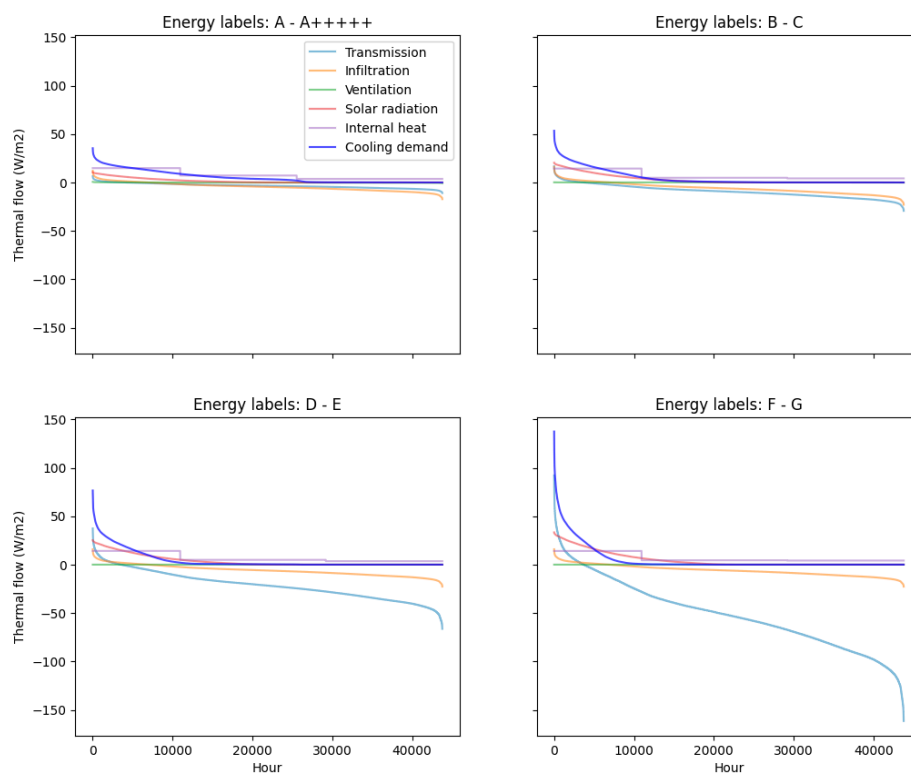 Energy labels: A - A+++++
Energy labels: B - C
150
100
50
0
−50
−100
−150
Thermal flow (W/m2)
Transmission
Infiltration
Ventilation
Solar radiation
Internal heat
Cooling demand
Energy labels: D - E
Energy labels: F - G
150
100
50
0
−50
−100
−150
Thermal flow (W/m2)
0
10000
20000
30000
40000
Hour
0
10000
20000
30000
40000
Hour